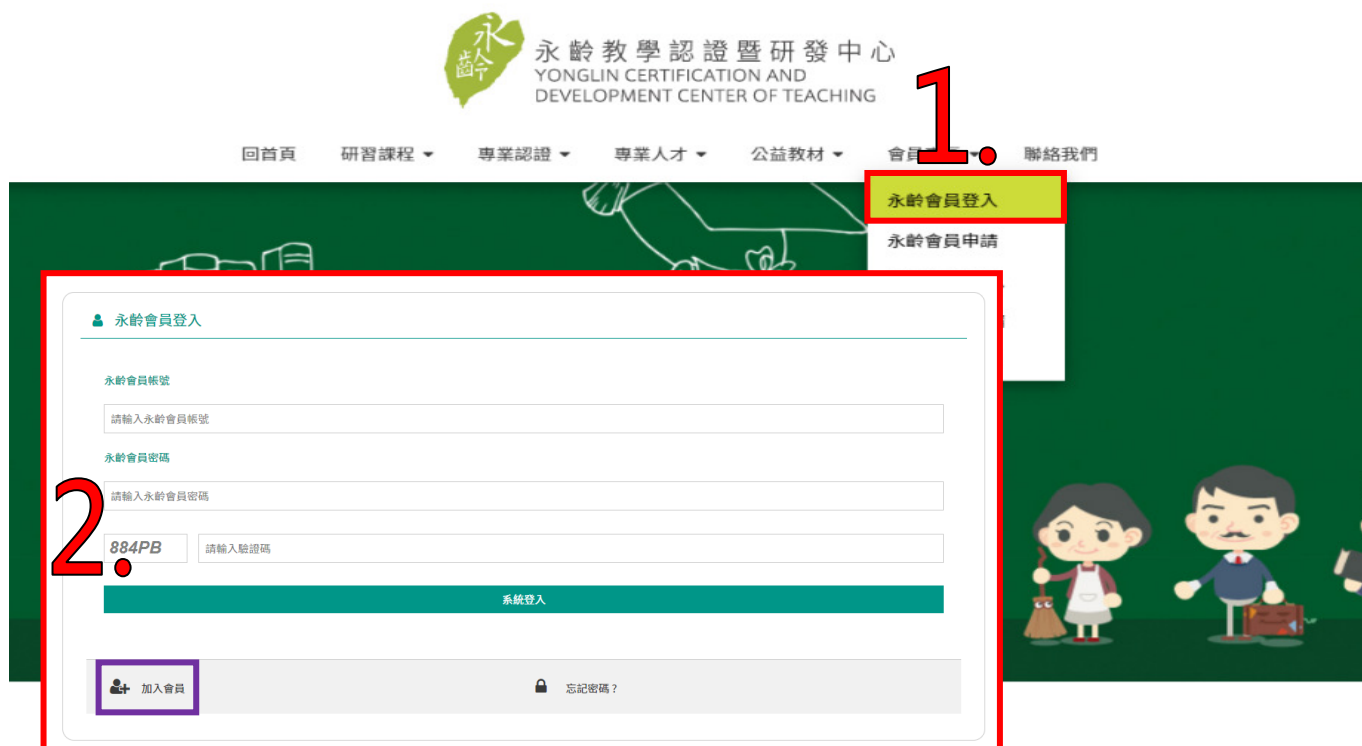 永齡
永齡教學認證暨研發中心
YONGLIN CERTIFICATION AND
DEVELOPMENT CENTER OF TEACHING
1.
回首頁 研習課程 專業認證 專業人才 公益教材 會員 聯絡我們
永齡會員登入
永齡會員申請
永齡會員登入
永齡會員帳號
請輸入永齡會員帳號
永齡會員密碼
請輸入永齡會員密碼
2.
884PB 請輸入驗證碼
系統登入
加入會員 忘記密碼？